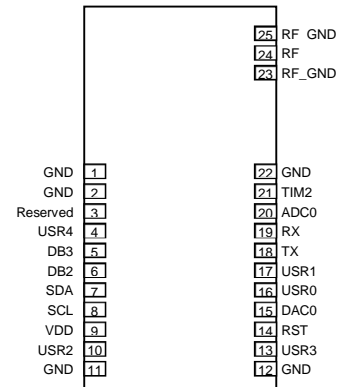 25 RF GND
24 RF
23 RF_GND
GND 1 22 GND
GND 2 21 TIM2
Reserved 3 20 ADC0
USR4 4 19 RX
DB3 5 18 TX
DB2 6 17 USR1
SDA 7 16 USR0
SCL 8 15 DAC0
VDD 9 14 RST
USR2 10 13 USR3
GND 11 12 GND